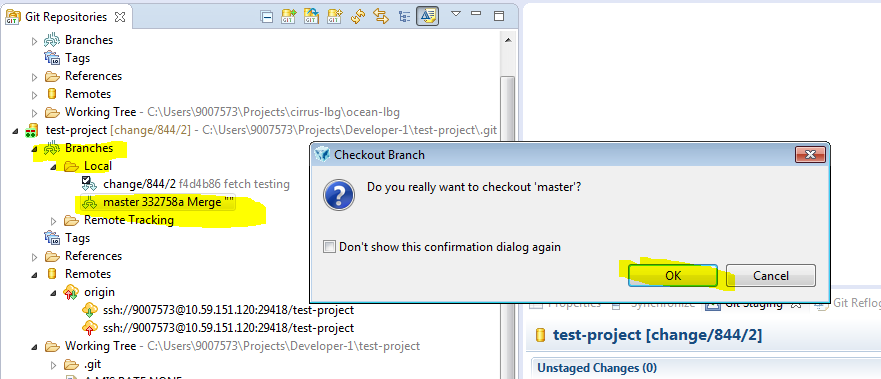 Git Repositories
Branches
Tags
References
Remotes
Working Tree - C:\Users\9007573\Projects\cirrus-lbg\ocean-lbg
test-project [change/844/2] - C:\Users\9007573\Projects\Developer-1\test-project\.git
Branches
Local
change/844/2 f4d4b86 fetch testing
master 332758a Merge ""
Remote Tracking
Tags
References
Remotes
origin
ssh://9007573@10.59.151.120:29418/test-project
ssh://9007573@10.59.151.120:29418/test-project
Working Tree - C:\Users\9007573\Projects\Developer-1\test-project
.git
Checkout Branch
Do you really want to checkout 'master'?
Don't show this confirmation dialog again
OK
Cancel
Properties
Synchronize
Git Staging
Git Reflog
test-project [change/844/2]
Unstaged Changes (0)